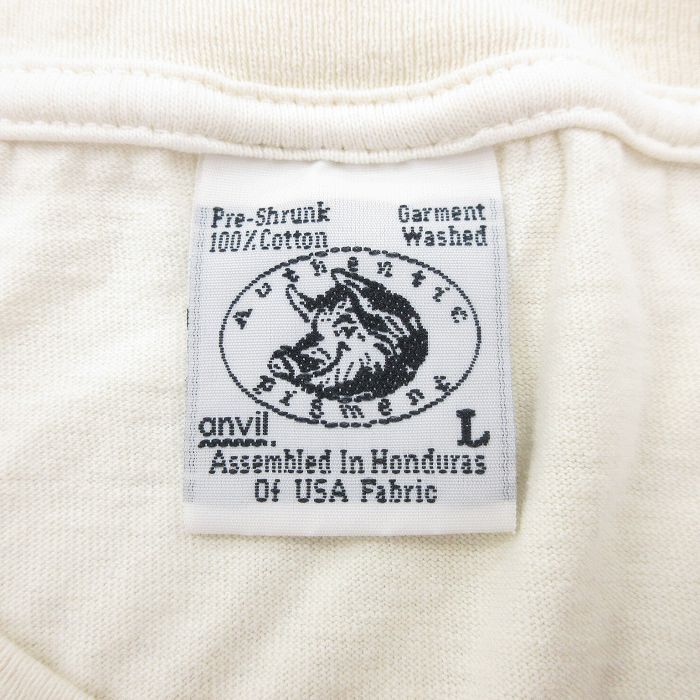 Pre-Shrunk
100%Cotton
Garment
Washed
Authentic
pigment
anvil.
L
Assembled In Honduras
Of USA Fabric